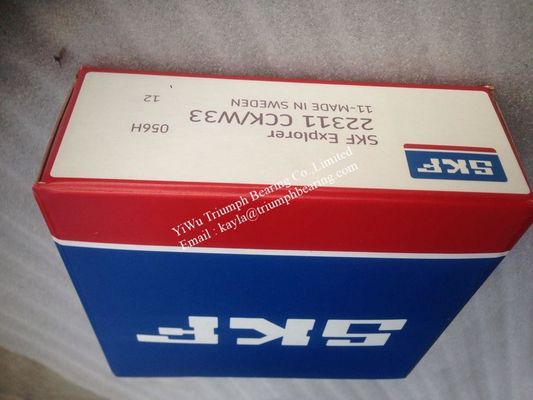 SKF
SKF Explorer
22311 CCK/W33
11-MADE IN SWEDEN
12 056H
YiWu Triumph Bearing Co.,Limited
Email : kayla@triumphbearing.com
SKF